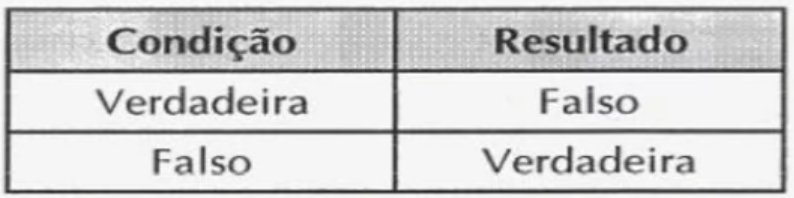 Condição Resultado
Verdadeira Falso
Falso Verdadeira